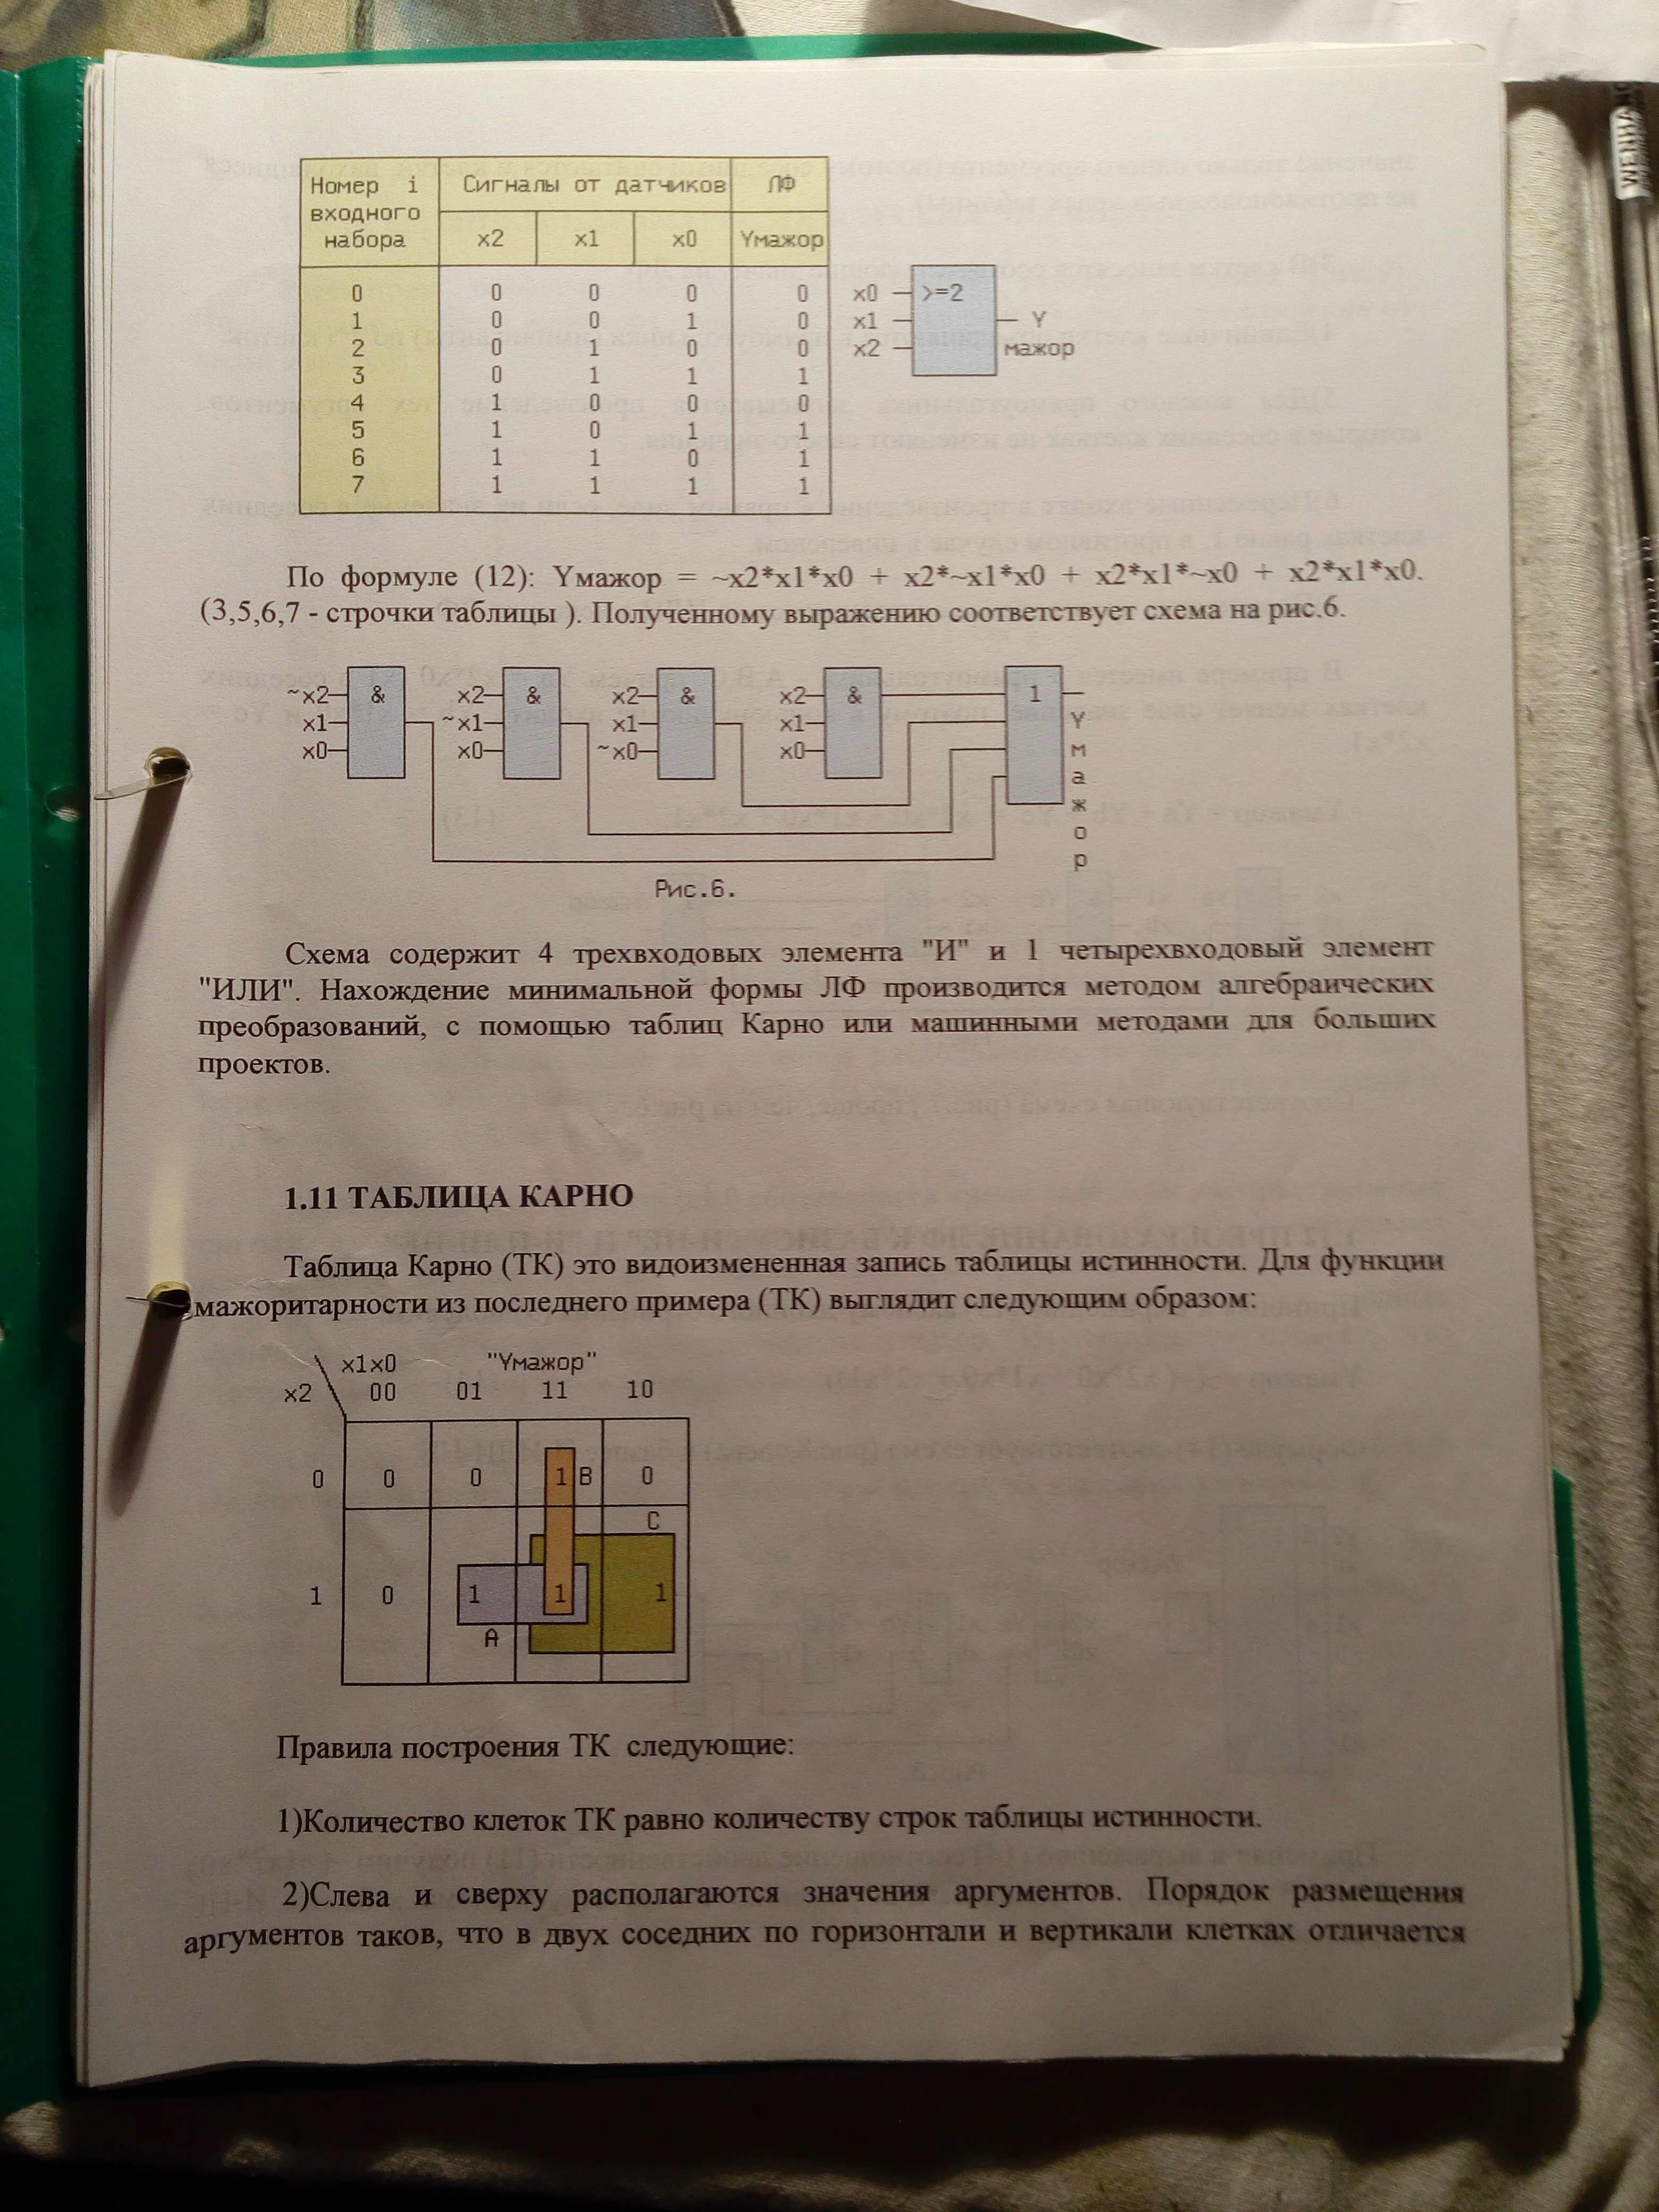 Номер i Сигналы от датчиков ЛФ
входного
набора x2 x1 x0 Yмажор
0 0 0 0 0
1 0 0 1 0
2 0 1 0 0
3 0 1 1 1
4 1 0 0 0
5 1 0 1 1
6 1 1 0 1
7 1 1 1 1
x0 >=2
x1 Y
x2 мажор
По формуле (12): Yмажор = ~x2*x1*x0 + x2*~x1*x0 + x2*x1*~x0 + x2*x1*x0.
(3,5,6,7 - строчки таблицы ). Полученному выражению соответствует схема на рис.6.
~x2 & x2 & x2 & x2 & 1
x1 ~x1 x1 x1 Y
x0 x0 ~x0 x0 м
а
ж
о
р
Рис.6.
Схема содержит 4 трехвходовых элемента "И" и 1 четырехвходовый элемент
"ИЛИ". Нахождение минимальной формы ЛФ производится методом алгебраических
преобразований, с помощью таблиц Карно или машинными методами для больших
проектов.
1.11 ТАБЛИЦА КАРНО
Таблица Карно (ТК) это видоизмененная запись таблицы истинности. Для функции
мажоритарности из последнего примера (ТК) выглядит следующим образом:
\ x1x0 "Yмажор"
x2 \ 00 01 11 10
0 0 0 1 B 0
C
1 0 1 1 1
A
Правила построения ТК следующие:
1)Количество клеток ТК равно количеству строк таблицы истинности.
2)Слева и сверху располагаются значения аргументов. Порядок размещения
аргументов таков, что в двух соседних по горизонтали и вертикали клетках отличается